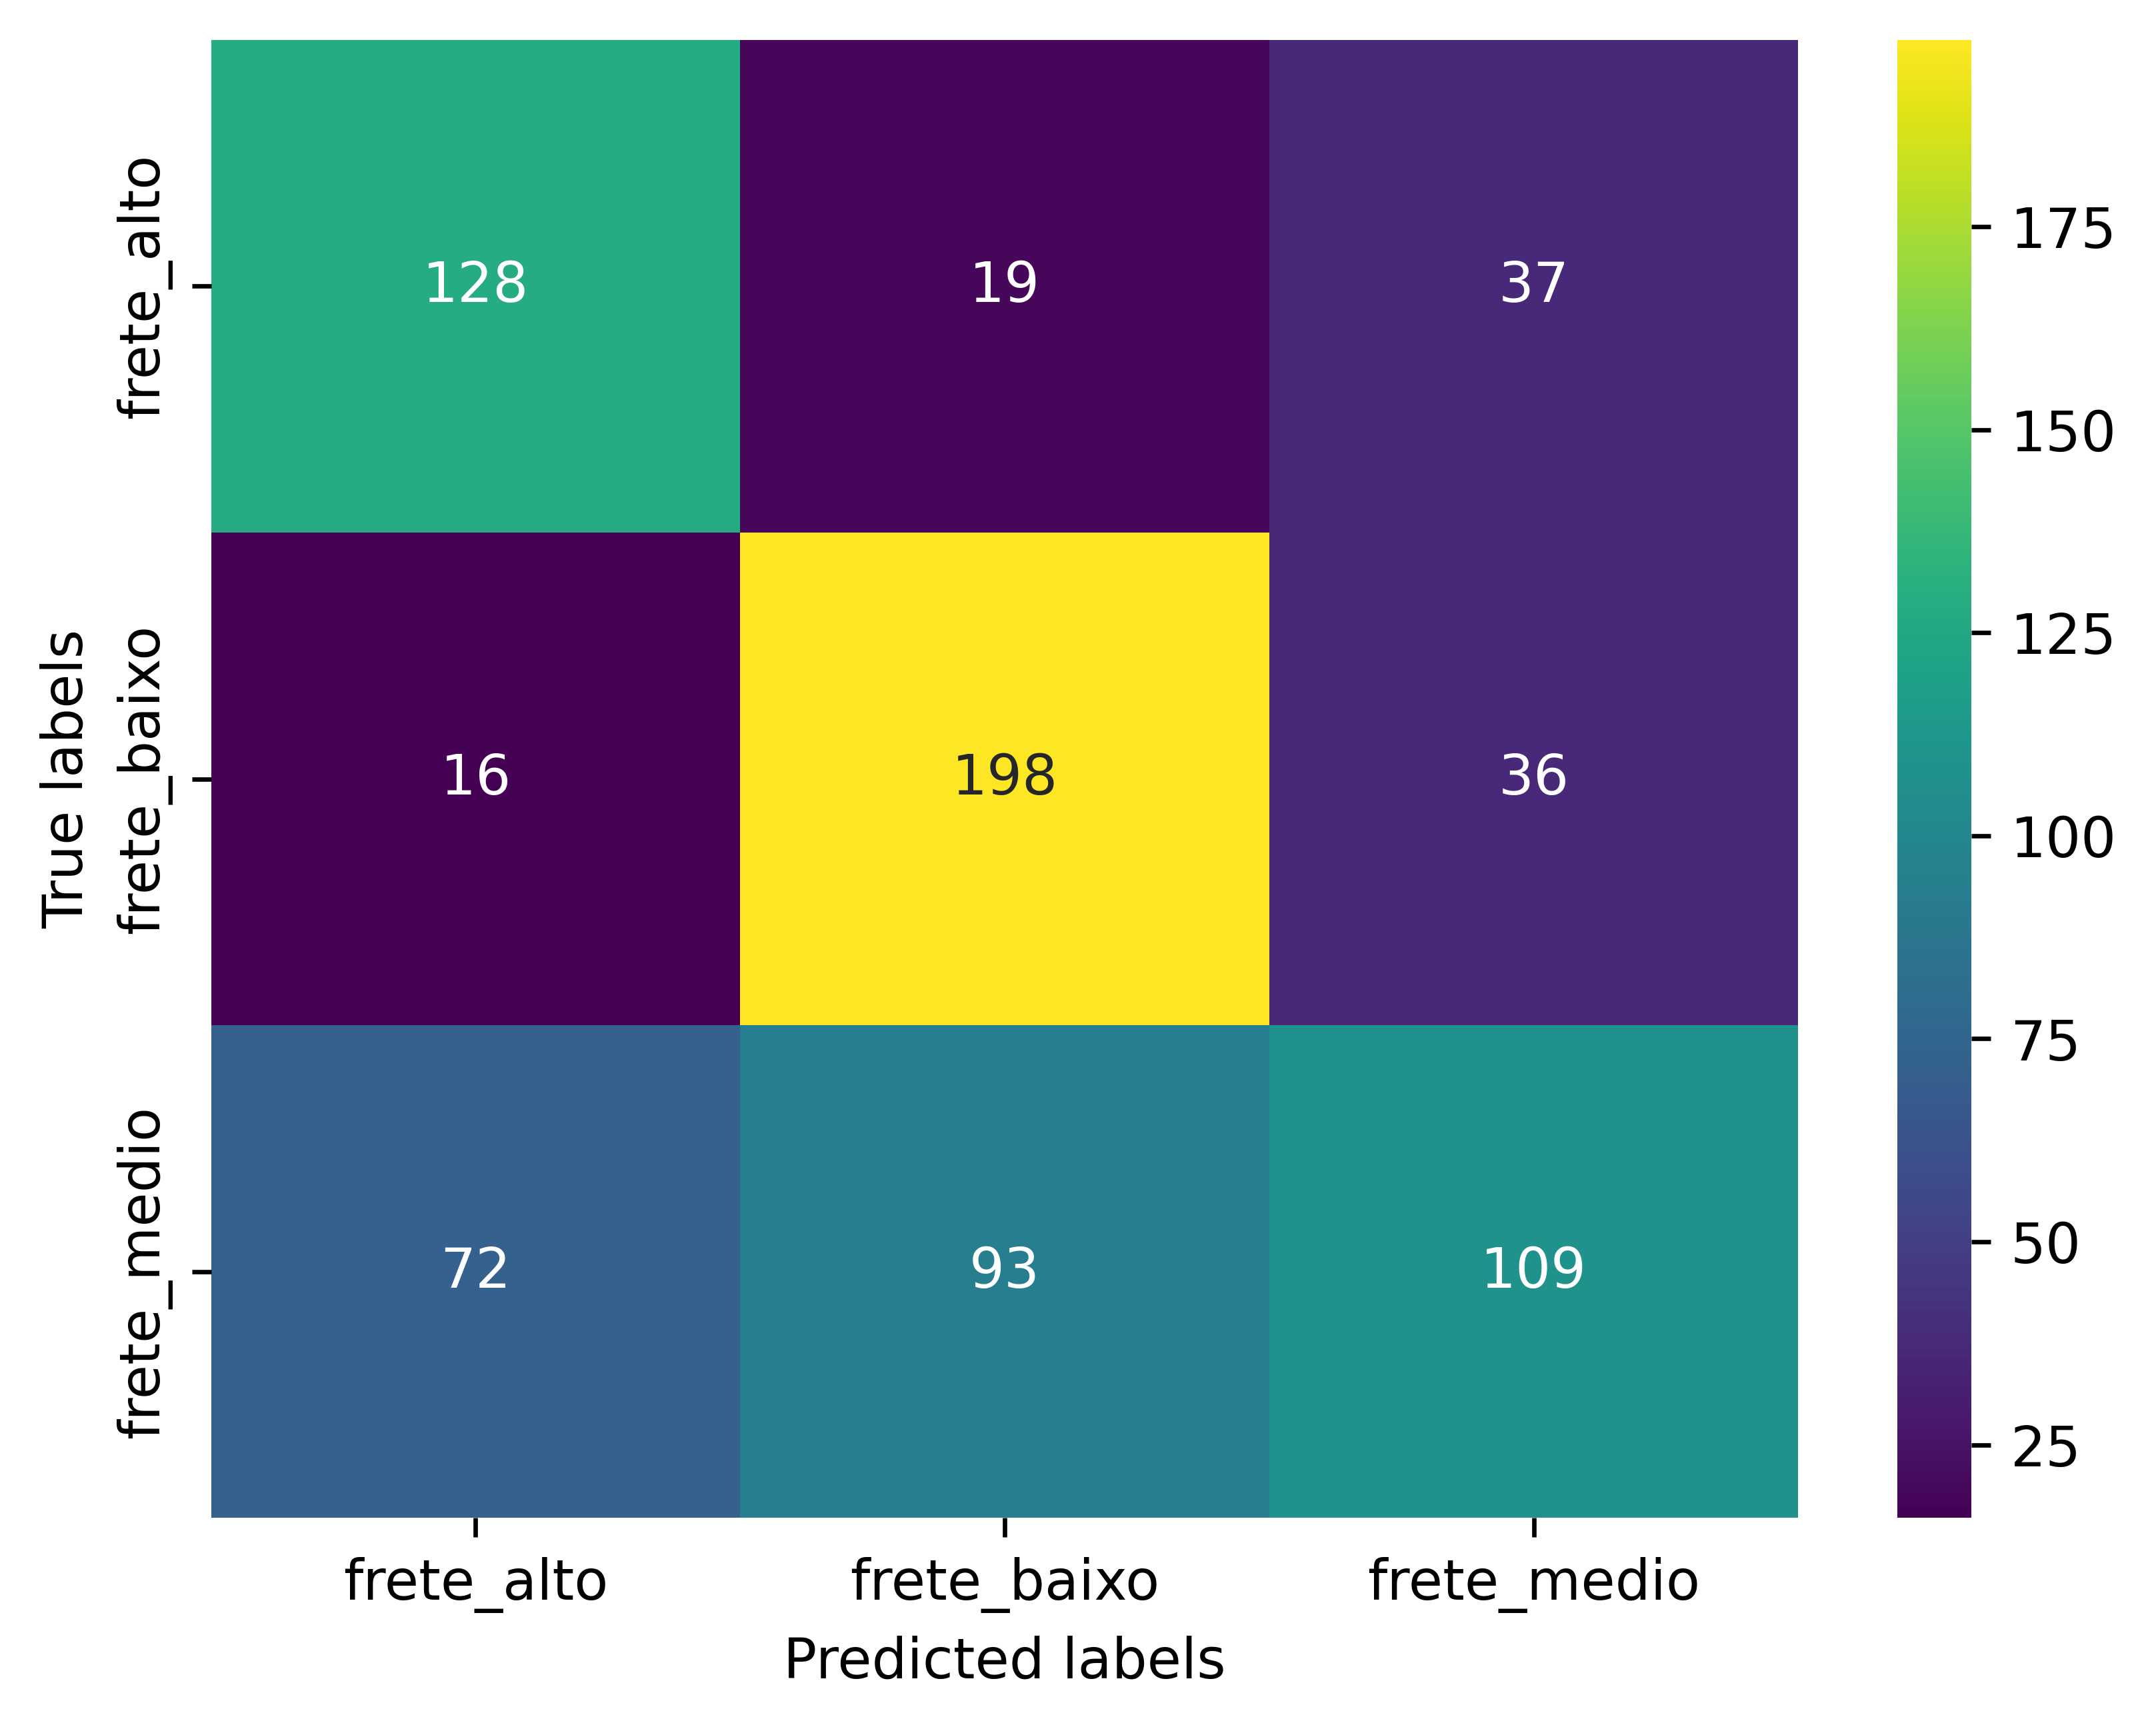 True labels
frete_alto
128 19 37
frete_baixo
16 198 36
frete_medio
72 93 109
frete_alto frete_baixo frete_medio
Predicted labels
175
150
125
100
75
50
25